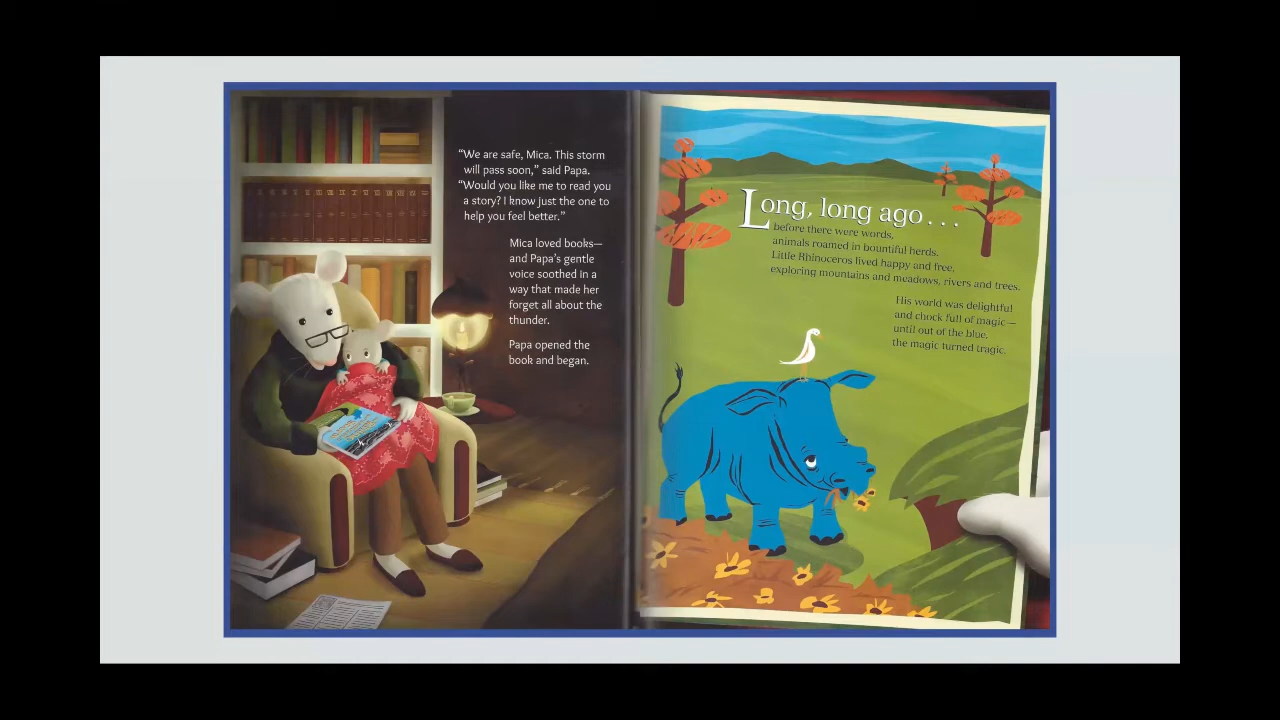 “We are safe, Mica. This storm
will pass soon,” said Papa.
“Would you like me to read you
a story? I know just the one to
help you feel better.”
Mica loved books—
and Papa’s gentle
voice soothed in a
way that made her
forget all about the
thunder.
Papa opened the
book and began.
Long, long ago . . .
before there were words,
animals roamed in bountiful herds.
Little Rhinoceros lived happy and free,
exploring mountains and meadows, rivers and trees.
His world was delightful
and chock full of magic—
until out of the blue,
the magic turned tragic.